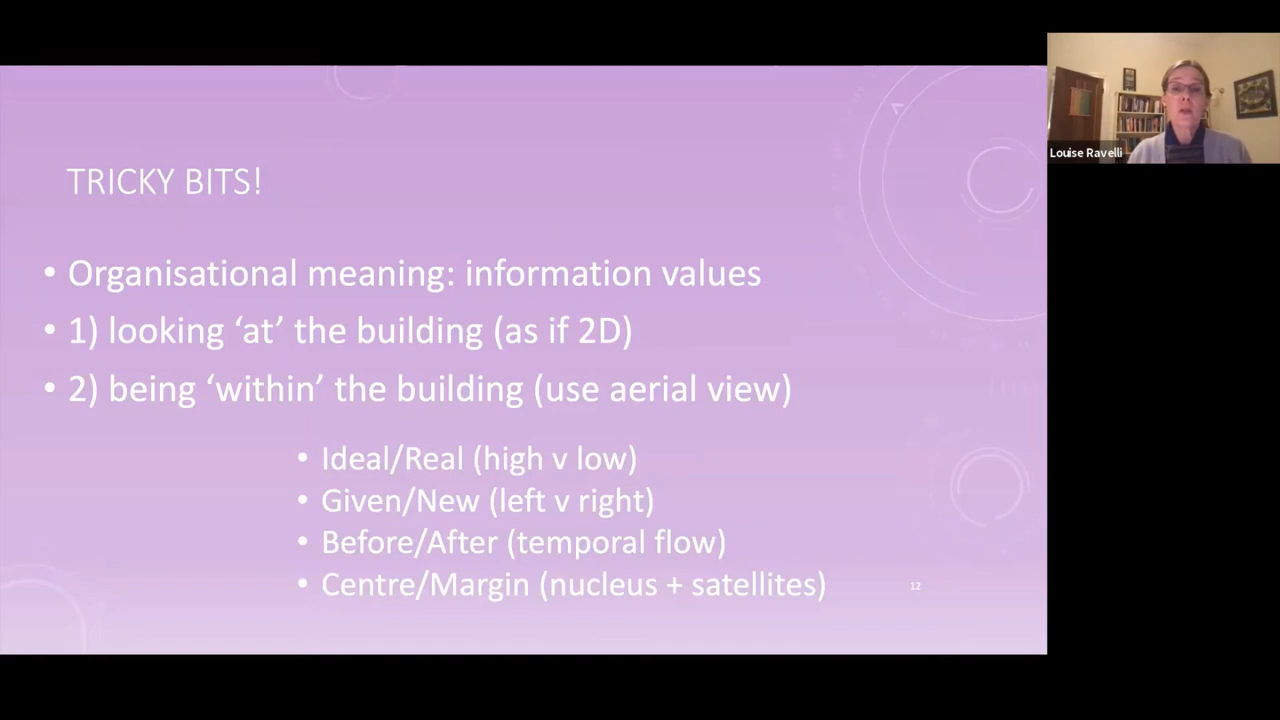 TRICKY BITS!
• Organisational meaning: information values
• 1) looking ‘at’ the building (as if 2D)
• 2) being ‘within’ the building (use aerial view)
• Ideal/Real (high v low)
• Given/New (left v right)
• Before/After (temporal flow)
• Centre/Margin (nucleus + satellites)
12
Louise Ravelli